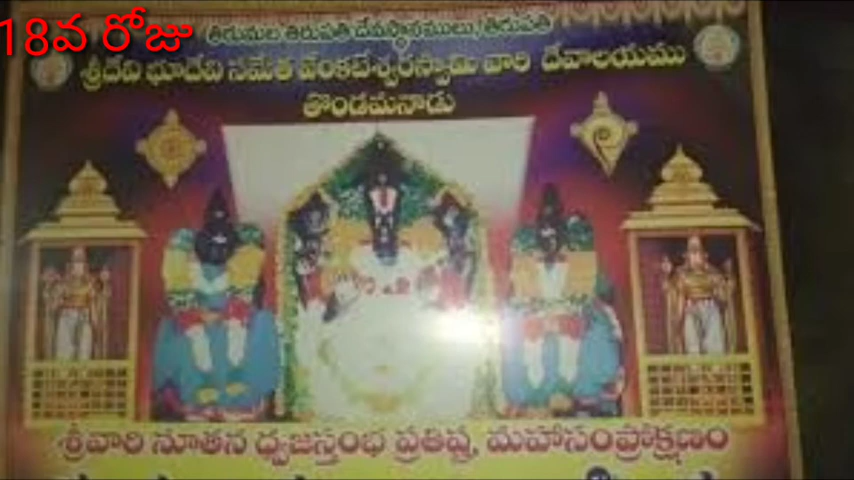 18వ రోజు
తిరుమల తిరుపతి దేవస్థానములు, తిరుపతి
శ్రీదేవి భూదేవి సమేత వేంకటేశ్వరస్వామి వారి దేవాలయము
తొండమనాడు
శ్రీవారి నూతన ధ్వజస్తంభ ప్రతిష్ఠ, మహాసంప్రోక్షణం